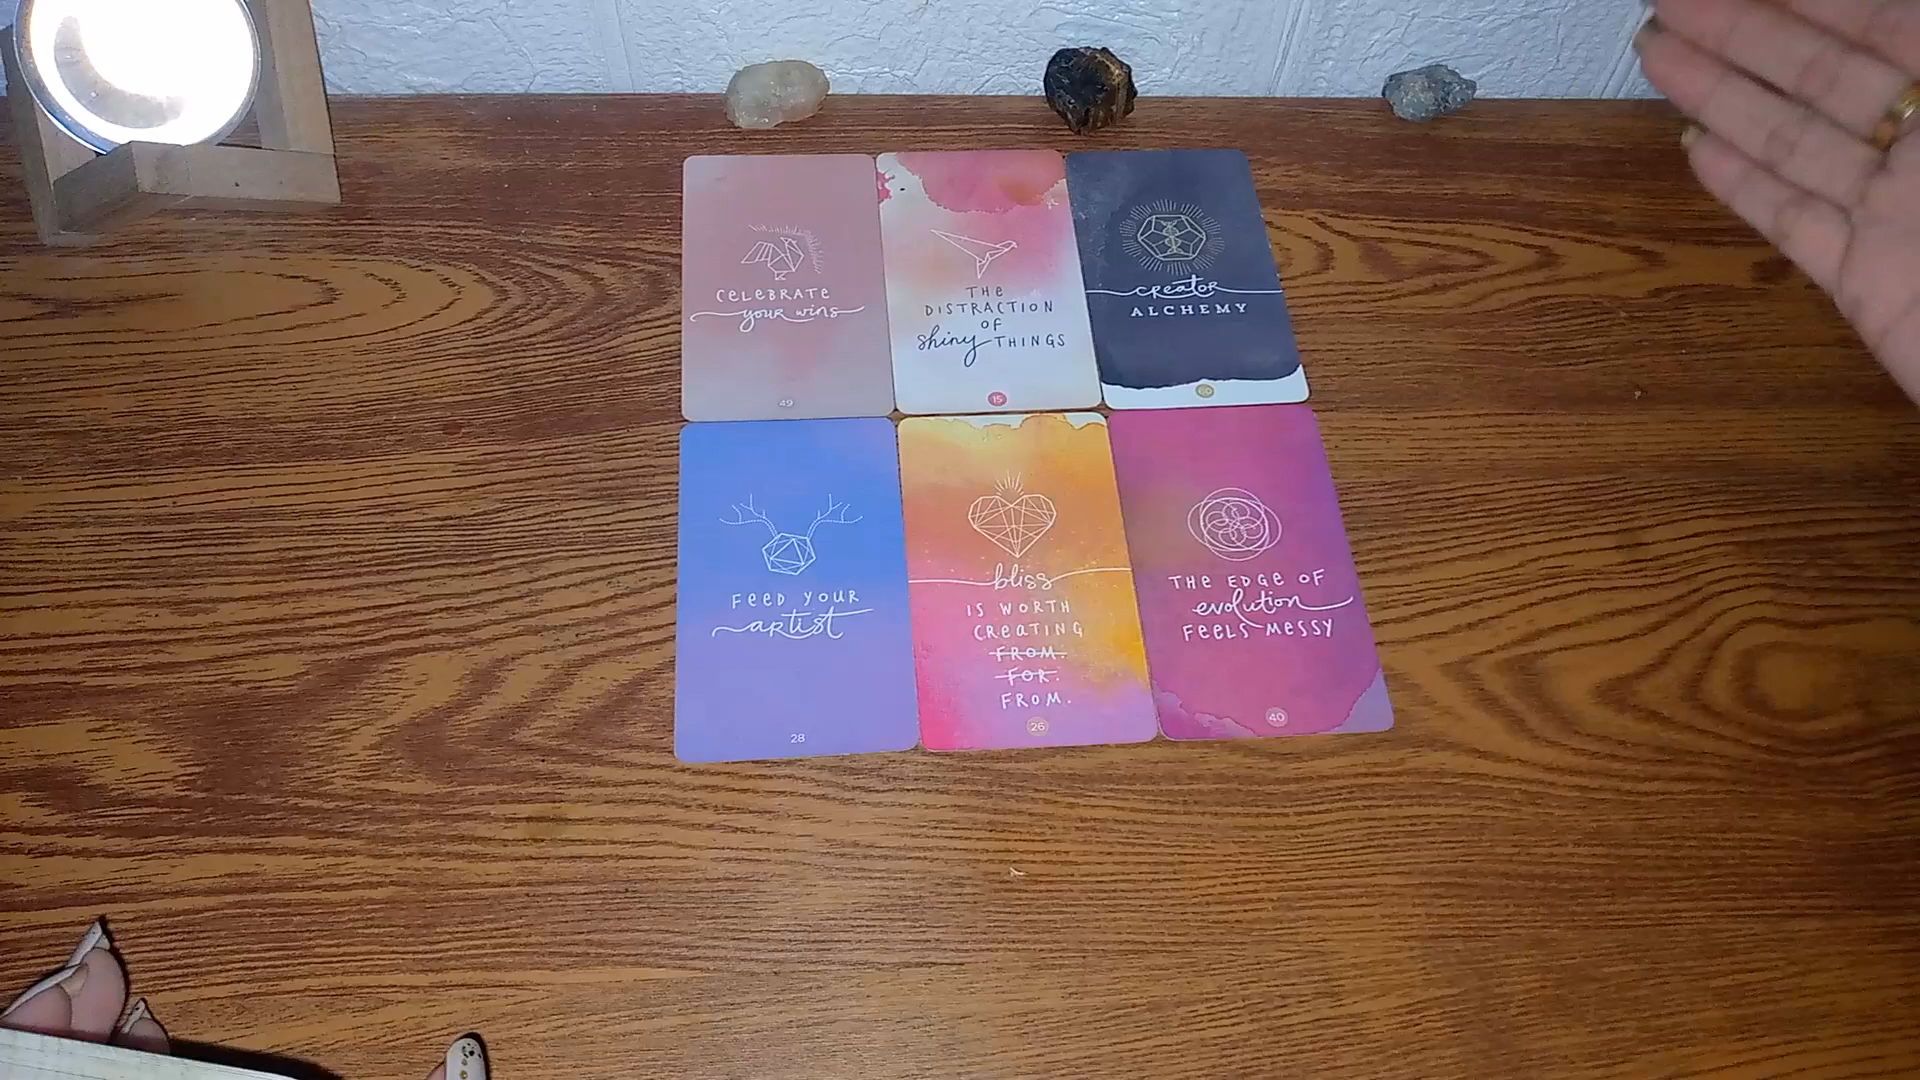 CELEBRATE
your wins
49
THE
DISTRACTION
OF
shiny THINGS
15
creator
ALCHEMY
FEED YOUR
artist
28
bliss
IS WORTH
CREATING
FROM.
FOR.
FROM.
26
THE EDGE OF
evolution
FEELS MESSY
40